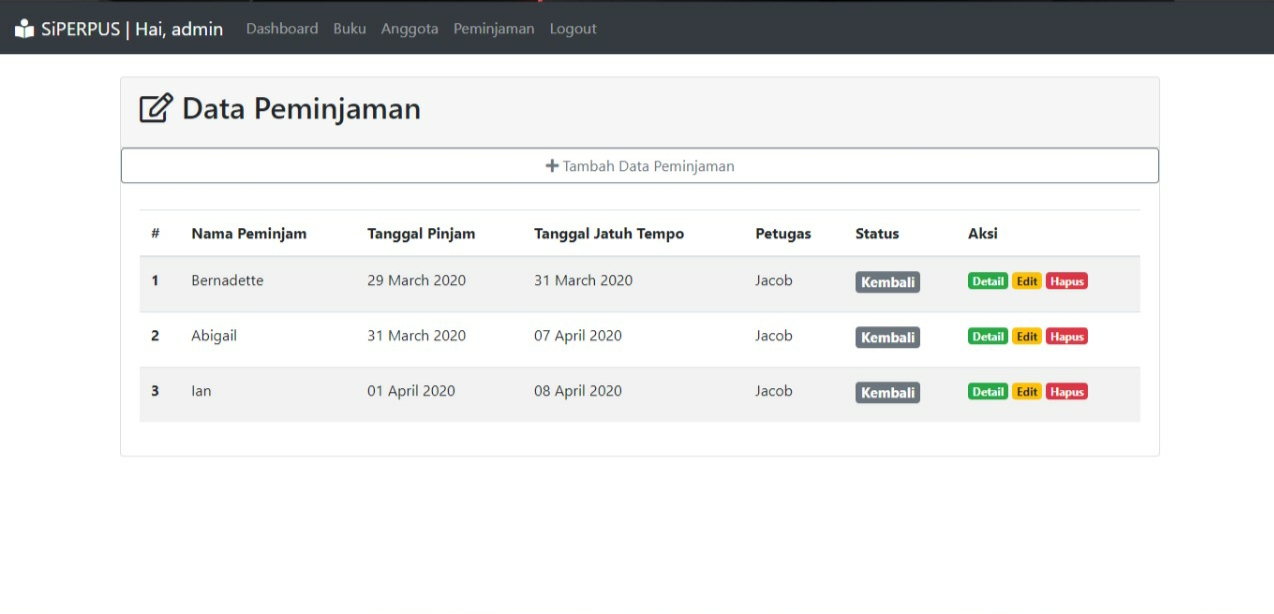 SiPERPUS | Hai, admin Dashboard Buku Anggota Peminjaman Logout
Data Peminjaman
Tambah Data Peminjaman
# Nama Peminjam Tanggal Pinjam Tanggal Jatuh Tempo Petugas Status Aksi
1 Bernadette 29 March 2020 31 March 2020 Jacob Kembali Detail Edit Hapus
2 Abigail 31 March 2020 07 April 2020 Jacob Kembali Detail Edit Hapus
3 Ian 01 April 2020 08 April 2020 Jacob Kembali Detail Edit Hapus